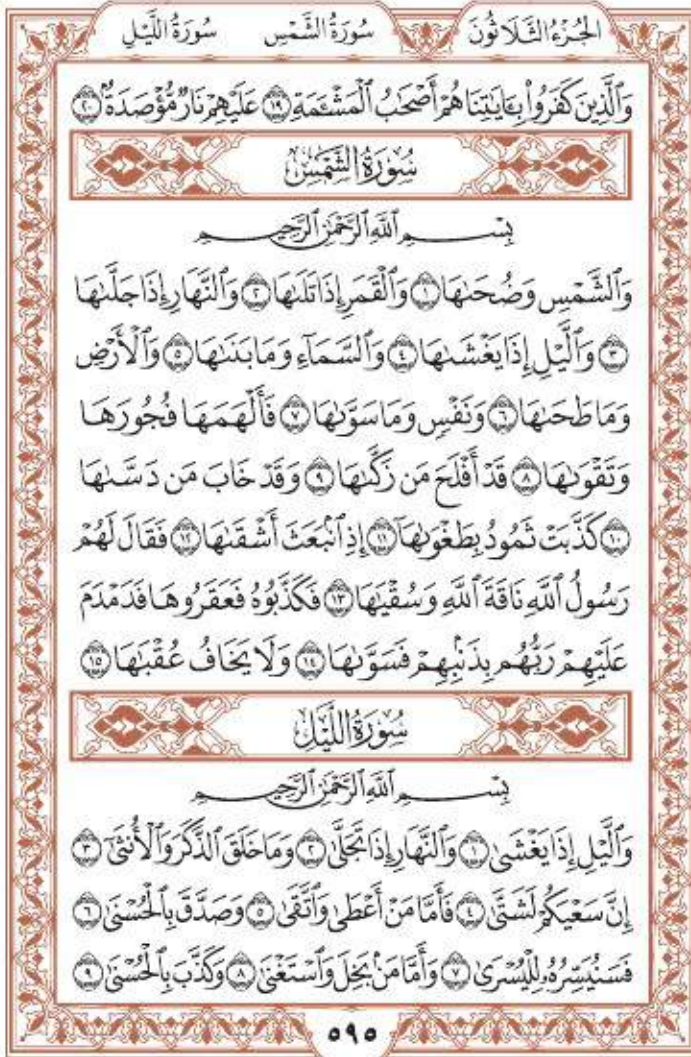 الجُزْءُ الثَّلَاثُونَ سُورَةُ الشَّمْسِ سُورَةُ اللَّيْلِ
وَٱلَّذِينَ كَفَرُواْ بِـَٔايَٰتِنَا هُمۡ أَصۡحَٰبُ ٱلۡمَشۡـَٔمَةِ ١٩ عَلَيۡهِمۡ نَارٞ مُّؤۡصَدَةُۢ ٢٠
سُورَةُ الشَّمْسِ
بِسۡمِ ٱللَّهِ ٱلرَّحۡمَٰنِ ٱلرَّحِيمِ
وَٱلشَّمۡسِ وَضُحَىٰهَا ١ وَٱلۡقَمَرِ إِذَا تَلَىٰهَا ٢ وَٱلنَّهَارِ إِذَا جَلَّىٰهَا
٣ وَٱلَّيۡلِ إِذَا يَغۡشَىٰهَا ٤ وَٱلسَّمَآءِ وَمَا بَنَىٰهَا ٥ وَٱلۡأَرۡضِ
وَمَا طَحَىٰهَا ٦ وَنَفۡسٖ وَمَا سَوَّىٰهَا ٧ فَأَلۡهَمَهَا فُجُورَهَا
وَتَقۡوَىٰهَا ٨ قَدۡ أَفۡلَحَ مَن زَكَّىٰهَا ٩ وَقَدۡ خَابَ مَن دَسَّىٰهَا
١٠ كَذَّبَتۡ ثَمُودُ بِطَغۡوَىٰهَآ ١١ إِذِ ٱنۢبَعَثَ أَشۡقَىٰهَا ١٢ فَقَالَ لَهُمۡ
رَسُولُ ٱللَّهِ نَاقَةَ ٱللَّهِ وَسُقۡيَٰهَا ١٣ فَكَذَّبُوهُ فَعَقَرُوهَا فَدَمۡدَمَ
عَلَيۡهِمۡ رَبُّهُم بِذَنۢبِهِمۡ فَسَوَّىٰهَا ١٤ وَلَا يَخَافُ عُقۡبَٰهَا ١٥
سُورَةُ اللَّيْلِ
بِسۡمِ ٱللَّهِ ٱلرَّحۡمَٰنِ ٱلرَّحِيمِ
وَٱلَّيۡلِ إِذَا يَغۡشَىٰ ١ وَٱلنَّهَارِ إِذَا تَجَلَّىٰ ٢ وَمَا خَلَقَ ٱلذَّكَرَ وَٱلۡأُنثَىٰٓ ٣
إِنَّ سَعۡيَكُمۡ لَشَتَّىٰ ٤ فَأَمَّا مَنۡ أَعۡطَىٰ وَٱتَّقَىٰ ٥ وَصَدَّقَ بِٱلۡحُسۡنَىٰ ٦
فَسَنُيَسِّرُهُۥ لِلۡيُسۡرَىٰ ٧ وَأَمَّا مَنۢ بَخِلَ وَٱسۡتَغۡنَىٰ ٨ وَكَذَّبَ بِٱلۡحُسۡنَىٰ ٩
٥٩٥